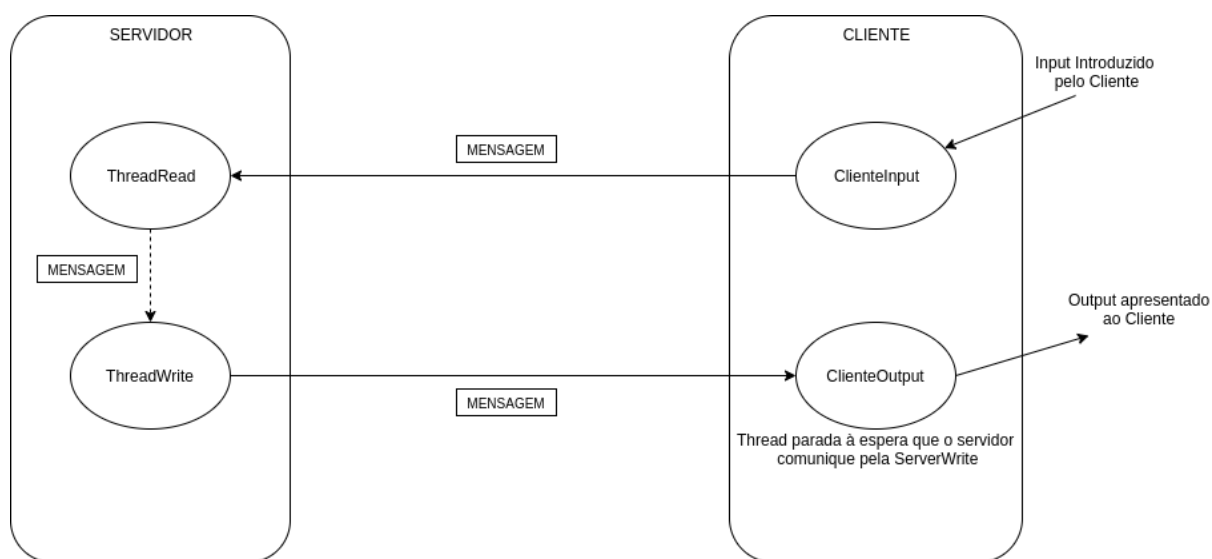 SERVIDOR
CLIENTE
Input Introduzido
pelo Cliente
MENSAGEM
ThreadRead
ClienteInput
MENSAGEM
Output apresentado
ao Cliente
ThreadWrite
ClienteOutput
MENSAGEM
Thread parada à espera que o servidor
comunique pela ServerWrite